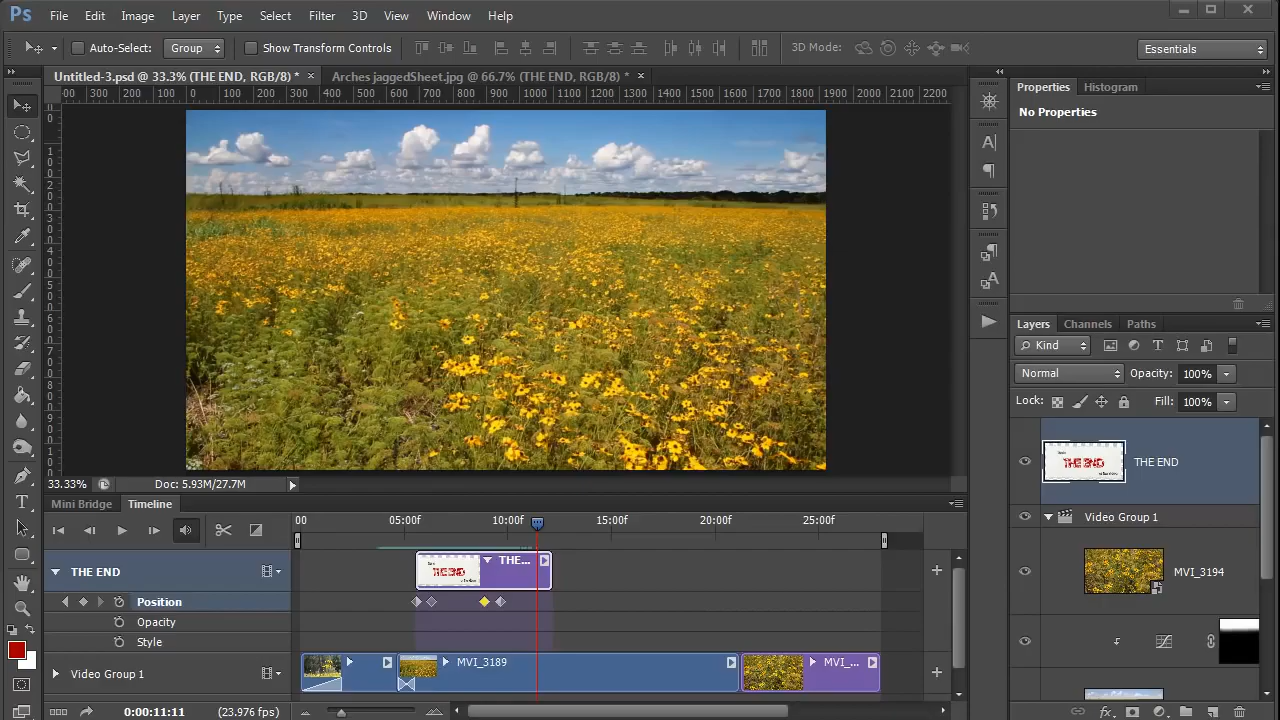 Ps File Edit Image Layer Type Select Filter 3D View Window Help
Auto-Select: Group Show Transform Controls 3D Mode: Essentials
Untitled-3.psd @ 33.3% (THE END, RGB/8) * × Arches jaggedSheet.jpg @ 66.7% (THE END, RGB/8) * ×
00 300 200 100 0 100 200 300 400 500 600 700 800 900 1000 1100 1200 1300 1400 1500 1600 1700 1800 1900 2000 2100 2200
Properties Histogram
No Properties
Layers Channels Paths
Kind
Normal Opacity: 100%
Lock: Fill: 100%
THE END THE END
Video Group 1
MVI_3194
33.33% Doc: 5.93M/27.7M
Mini Bridge Timeline
00 05:00f 10:00f 15:00f 20:00f 25:00f
THE END THE END THE...
Position
Opacity
Style
Video Group 1 MVI_3189 MVI_...
0:00:11:11 (23.976 fps)